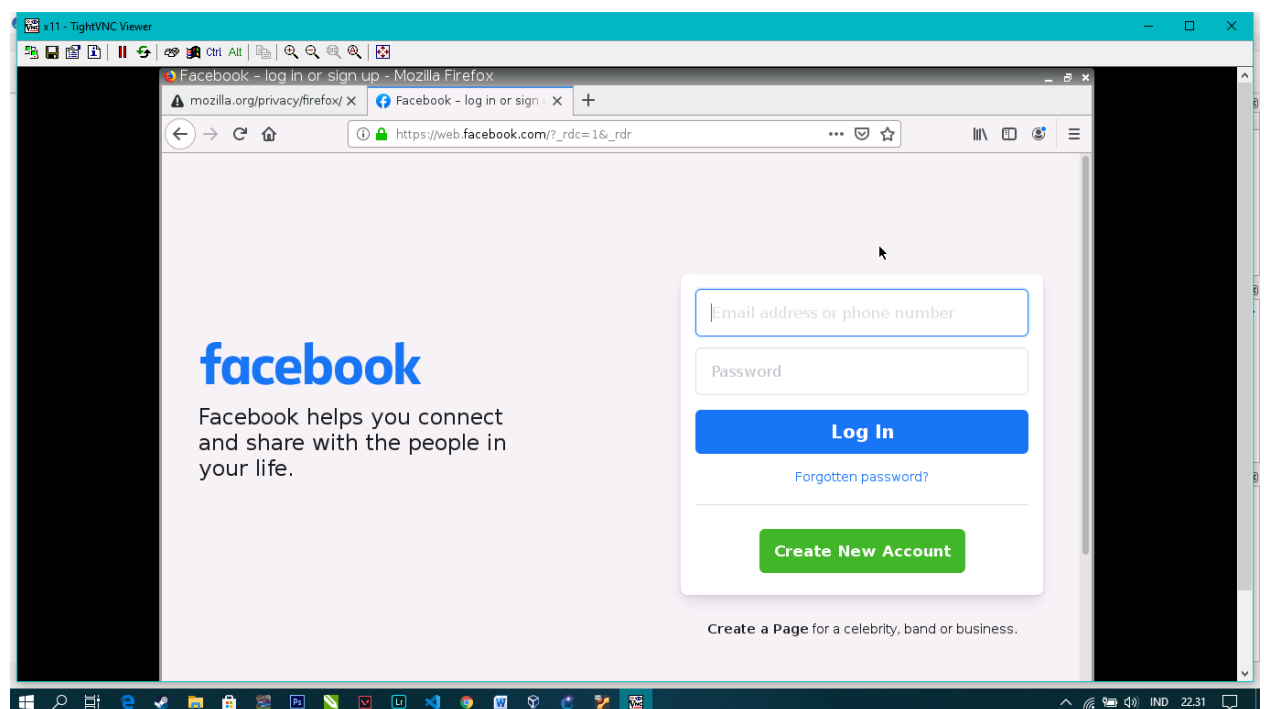 x11 - TightVNC Viewer
Ctrl Alt
Facebook – log in or sign up - Mozilla Firefox
mozilla.org/privacy/firefox/
Facebook – log in or sign
https://web.facebook.com/?_rdc=1&_rdr
Email address or phone number
facebook
Password
Facebook helps you connect
and share with the people in
your life.
Log In
Forgotten password?
Create New Account
Create a Page for a celebrity, band or business.
Ps
Lr
W
IND 22.31